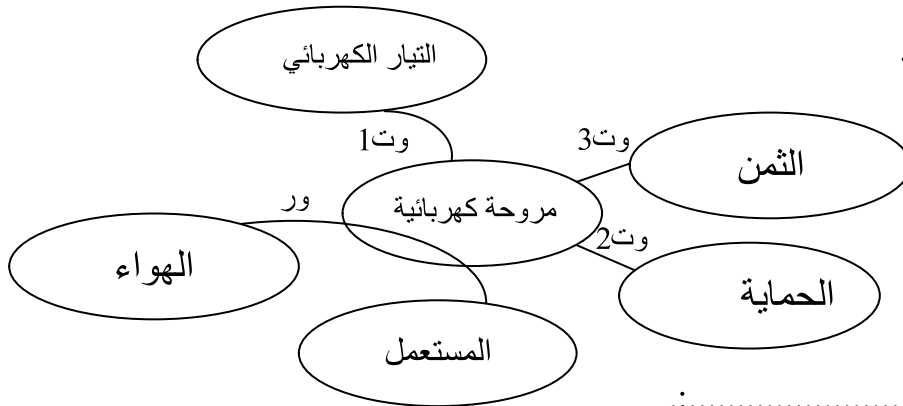 التيار الكهربائي
وت1
وت3
الثمن
مروحة كهربائية
ور
وت2
الهواء
الحماية
المستعمل